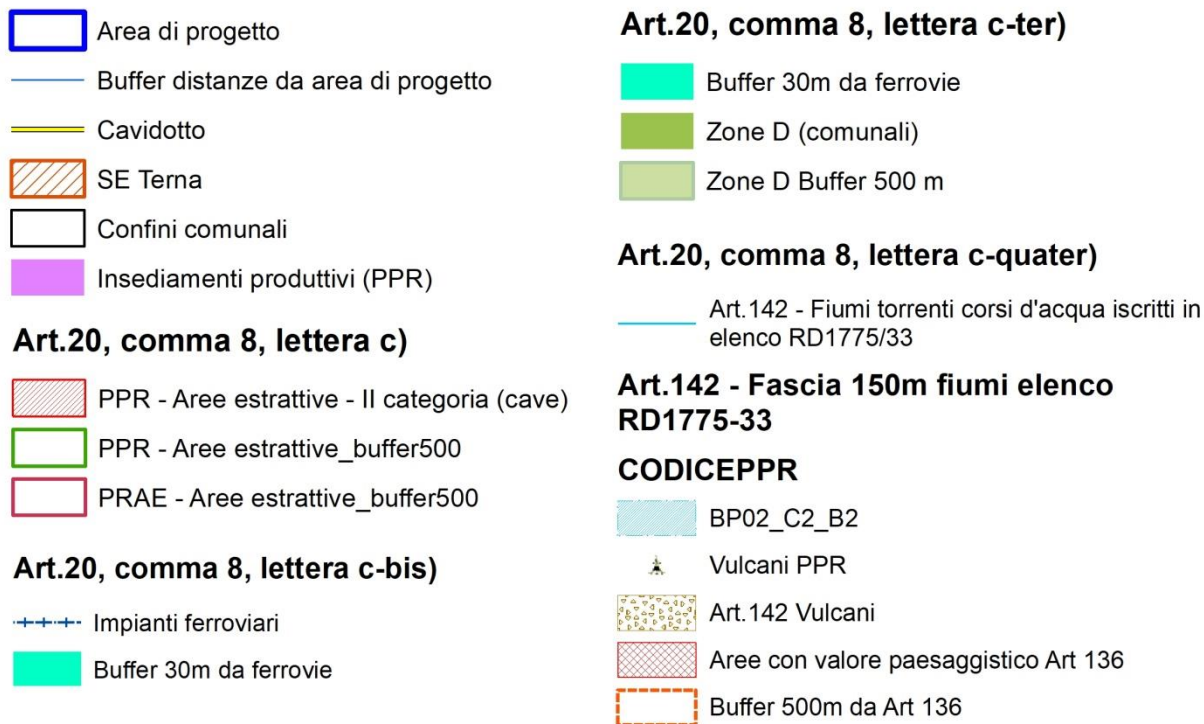 Area di progetto
Buffer distanze da area di progetto
Cavidotto
SE Terna
Confini comunali
Insediamenti produttivi (PPR)
Art.20, comma 8, lettera c)
PPR - Aree estrattive - II categoria (cave)
PPR - Aree estrattive_buffer500
PRAE - Aree estrattive_buffer500
Art.20, comma 8, lettera c-bis)
Impianti ferroviari
Buffer 30m da ferrovie
Art.20, comma 8, lettera c-ter)
Buffer 30m da ferrovie
Zone D (comunali)
Zone D Buffer 500 m
Art.20, comma 8, lettera c-quater)
Art.142 - Fiumi torrenti corsi d'acqua iscritti in
elenco RD1775/33
Art.142 - Fascia 150m fiumi elenco
RD1775-33
CODICEPPR
BP02_C2_B2
Vulcani PPR
Art.142 Vulcani
Aree con valore paesaggistico Art 136
Buffer 500m da Art 136